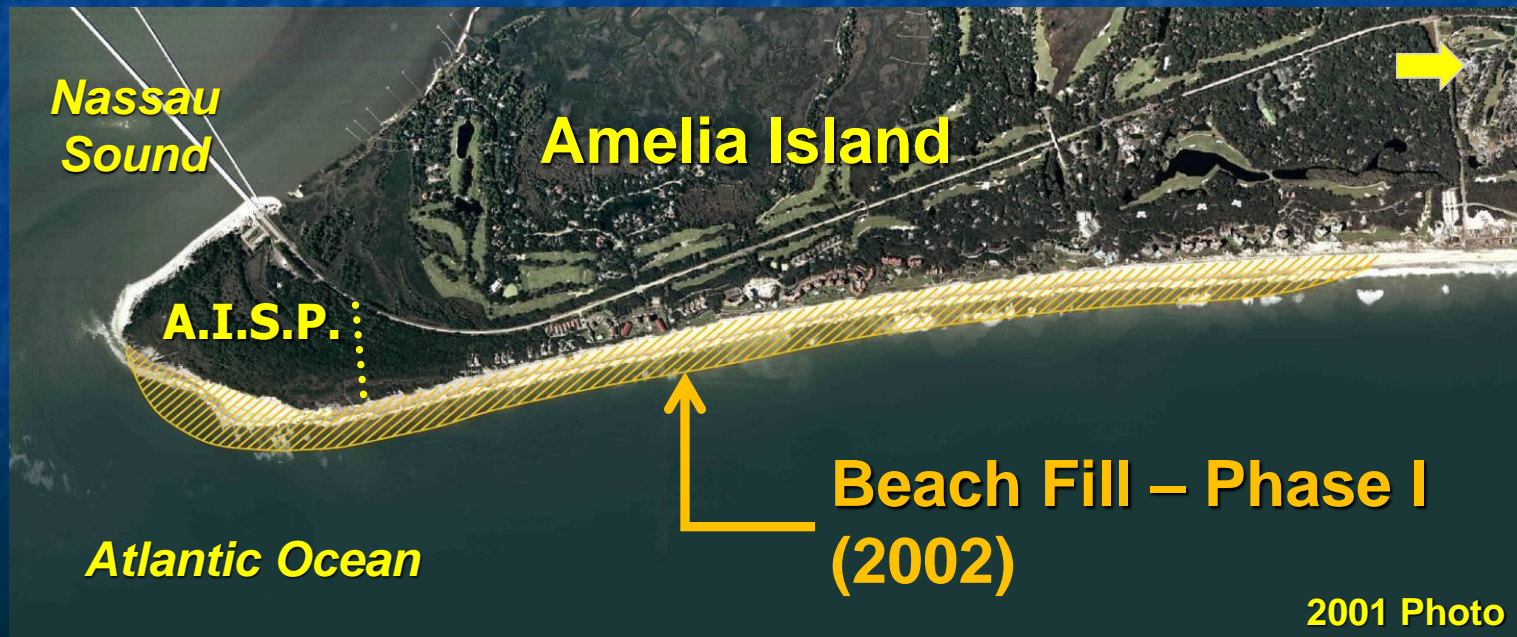 Nassau
Sound
Amelia Island
A.I.S.P.
Beach Fill – Phase I
(2002)
Atlantic Ocean
2001 Photo